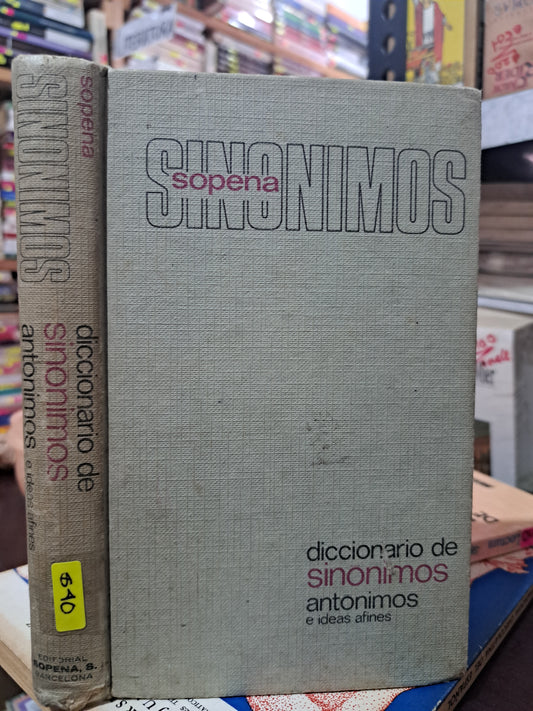 sopena
SINONIMOS
diccionario de
sinonimos
antonimos
e ideas afines
$40
EDITORIAL
SOPENA, S.
BARCELONA
SINONIMOS
sopena
diccionario de
sinonimos
antonimos
e ideas afines